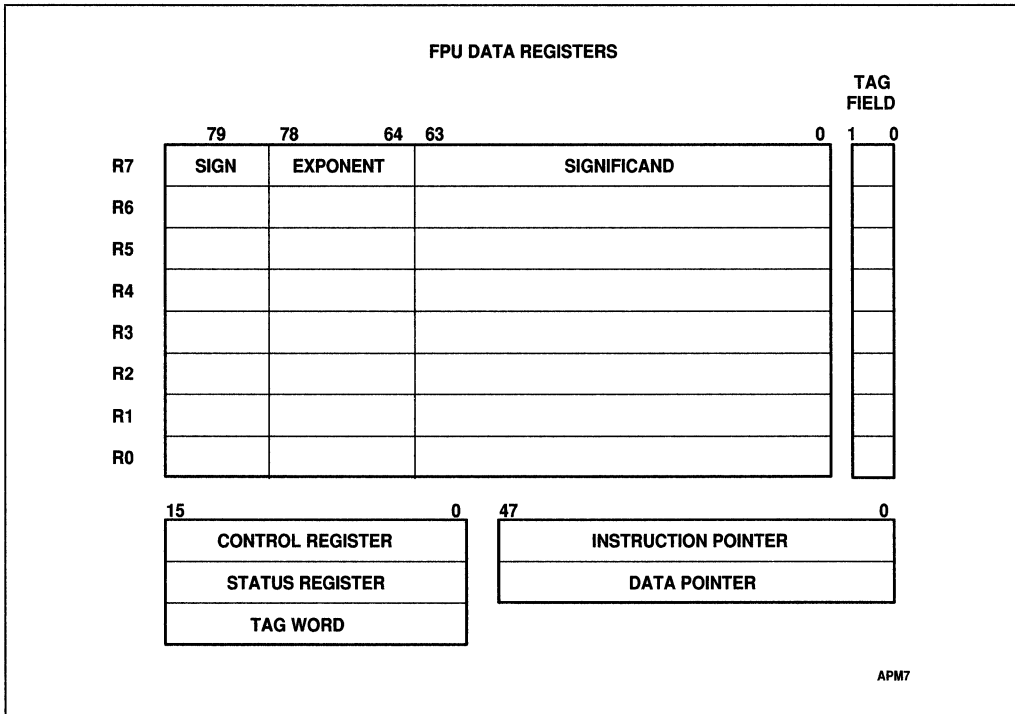 FPU DATA REGISTERS
TAG
FIELD
79 78 64 63 0 1 0
R7 SIGN EXPONENT SIGNIFICAND
R6
R5
R4
R3
R2
R1
R0
15 0 47 0
CONTROL REGISTER INSTRUCTION POINTER
STATUS REGISTER DATA POINTER
TAG WORD
APM7